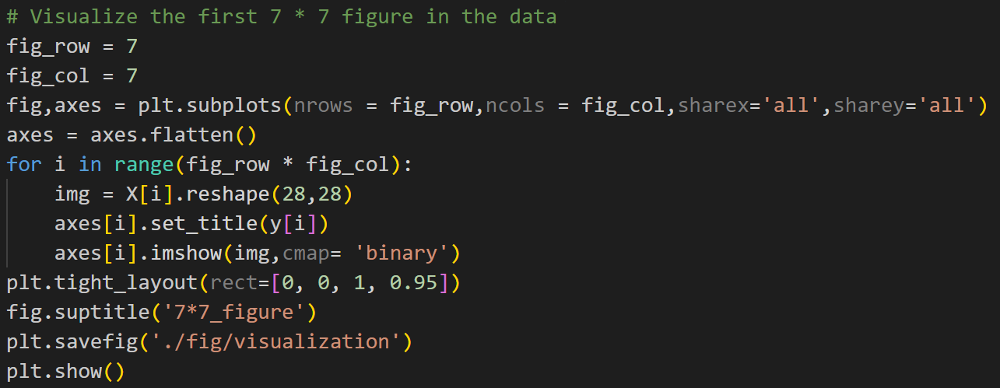 # Visualize the first 7 * 7 figure in the data
fig_row = 7
fig_col = 7
fig,axes = plt.subplots(nrows = fig_row,ncols = fig_col,sharex='all',sharey='all')
axes = axes.flatten()
for i in range(fig_row * fig_col):
    img = X[i].reshape(28,28)
    axes[i].set_title(y[i])
    axes[i].imshow(img,cmap= 'binary')
plt.tight_layout(rect=[0, 0, 1, 0.95])
fig.suptitle('7*7_figure')
plt.savefig('./fig/visualization')
plt.show()